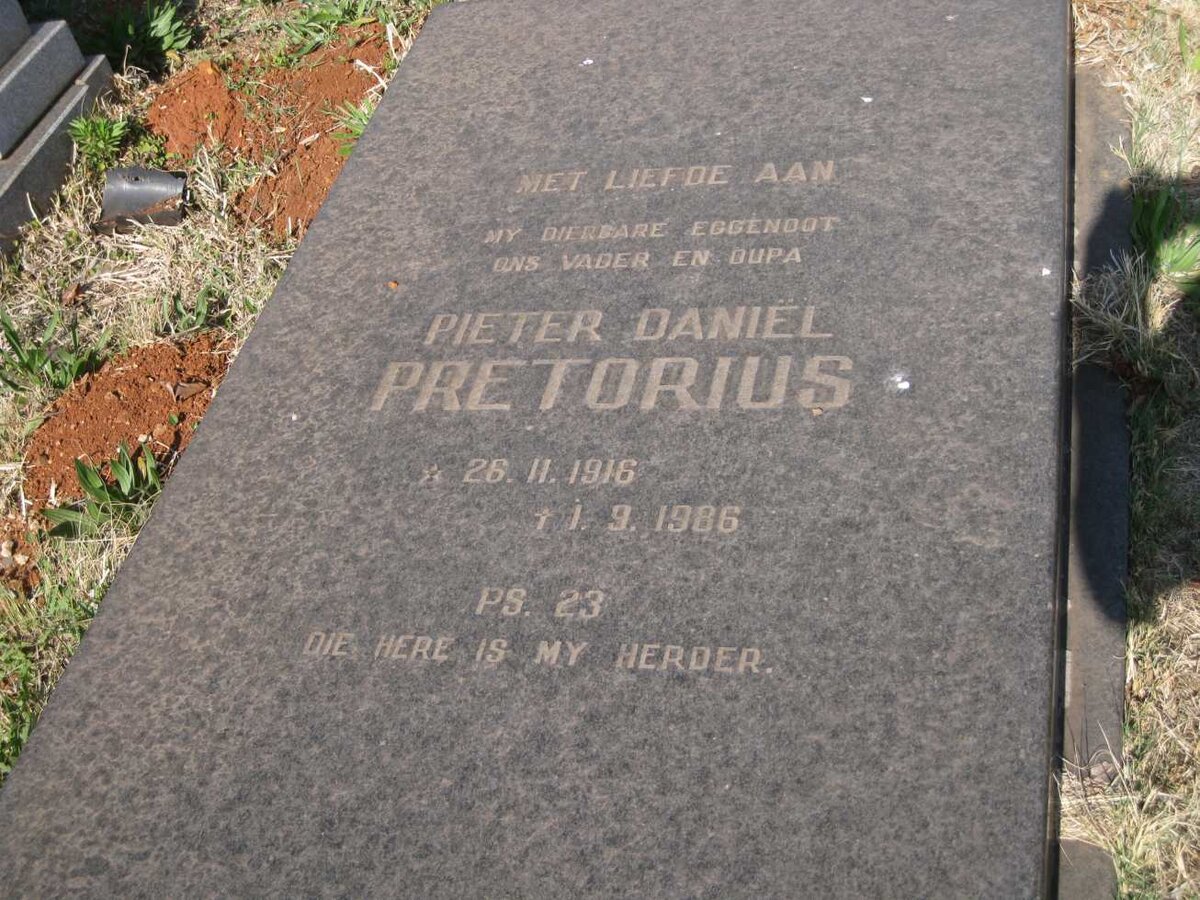 MET LIEFDE AAN
MY DIERBARE EGGENOOT
ONS VADER EN OUPA
PIETER DANIËL
PRETORIUS
* 26. 11. 1916
† 1. 9. 1986
PS. 23
DIE HERE IS MY HERDER.